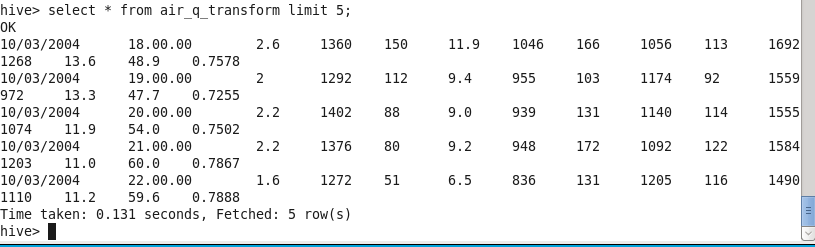 hive> select * from air_q_transform limit 5;
OK
10/03/2004 18.00.00 2.6 1360 150 11.9 1046 166 1056 113 1692
1268 13.6 48.9 0.7578
10/03/2004 19.00.00 2 1292 112 9.4 955 103 1174 92 1559
972 13.3 47.7 0.7255
10/03/2004 20.00.00 2.2 1402 88 9.0 939 131 1140 114 1555
1074 11.9 54.0 0.7502
10/03/2004 21.00.00 2.2 1376 80 9.2 948 172 1092 122 1584
1203 11.0 60.0 0.7867
10/03/2004 22.00.00 1.6 1272 51 6.5 836 131 1205 116 1490
1110 11.2 59.6 0.7888
Time taken: 0.131 seconds, Fetched: 5 row(s)
hive>